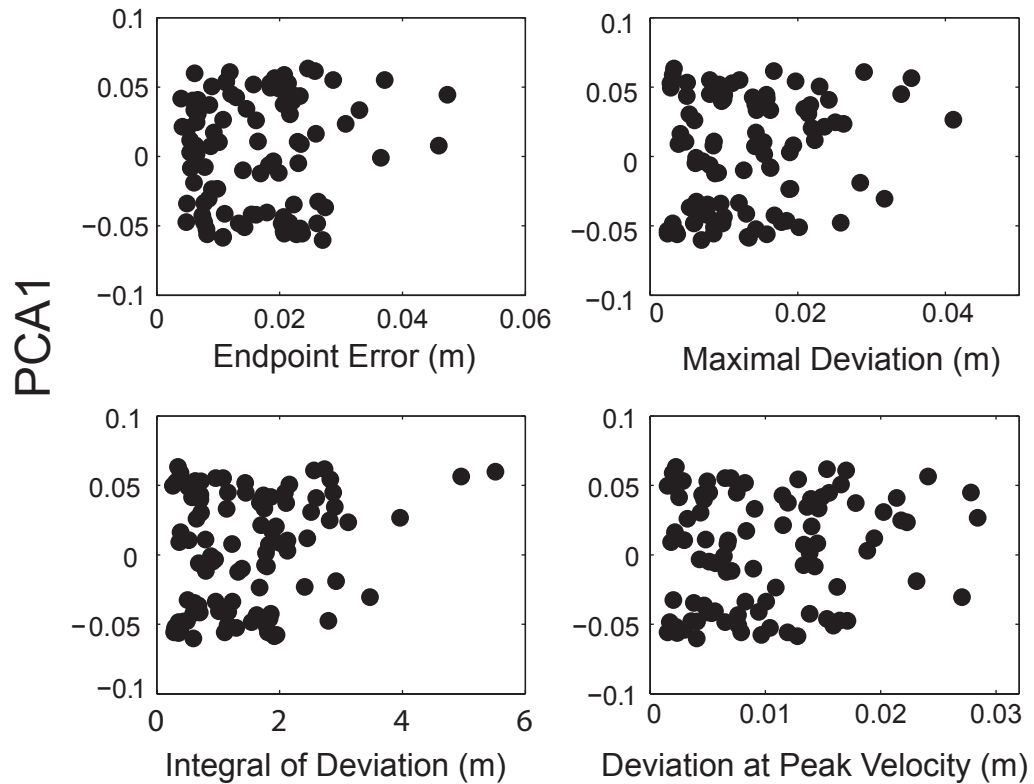 PCA1
0.1
0.05
0
−0.05
−0.1
0 0.02 0.04 0.06
Endpoint Error (m)
0.1
0.05
0
−0.05
−0.1
0 0.02 0.04
Maximal Deviation (m)
0.1
0.05
0
−0.05
−0.1
0 2 4 6
Integral of Deviation (m)
0.1
0.05
0
−0.05
−0.1
0 0.01 0.02 0.03
Deviation at Peak Velocity (m)